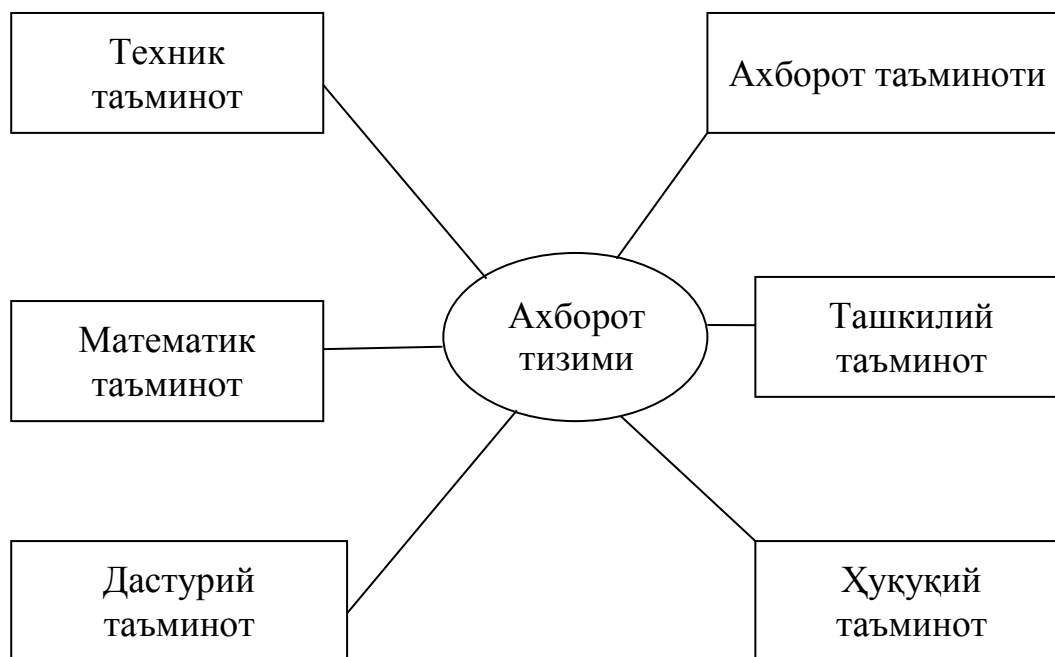 Техник
таъминот
Ахборот таъминоти
Ахборот
тизими
Ташкилий
таъминот
Математик
таъминот
Дастурий
таъминот
Ҳуқуқий
таъминот